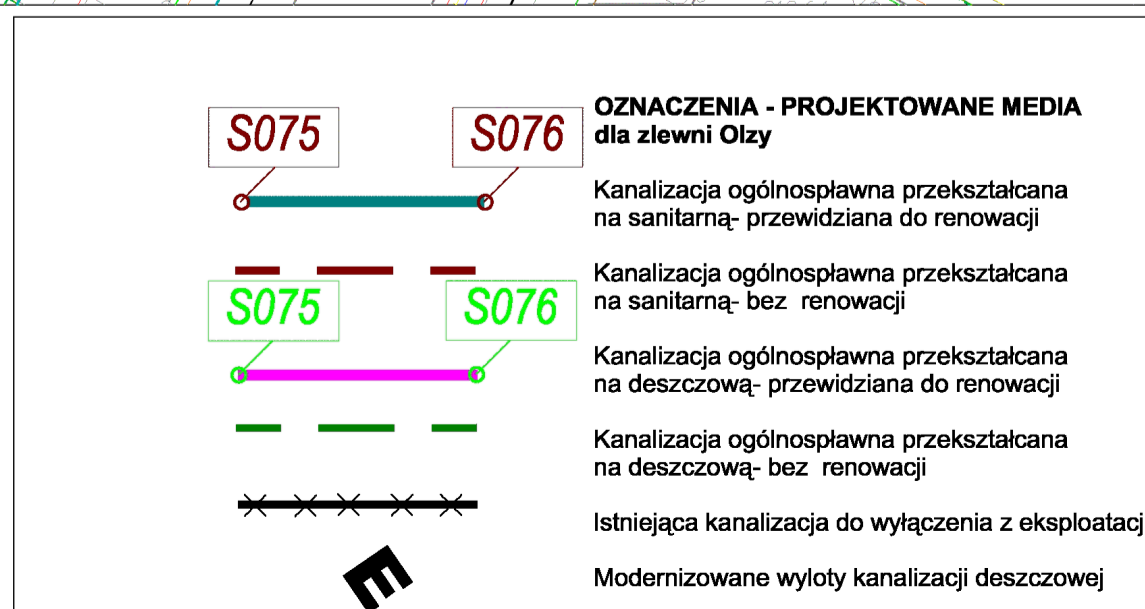 OZNACZENIA - PROJEKTOWANE MEDIA
dla zlewni Olzy
S075 S076
Kanalizacja ogólnospławna przekształcana
na sanitarną- przewidziana do renowacji
Kanalizacja ogólnospławna przekształcana
na sanitarną- bez renowacji
S075 S076
Kanalizacja ogólnospławna przekształcana
na deszczową- przewidziana do renowacji
Kanalizacja ogólnospławna przekształcana
na deszczową- bez renowacji
Istniejąca kanalizacja do wyłączenia z eksploatacj
Modernizowane wyloty kanalizacji deszczowej